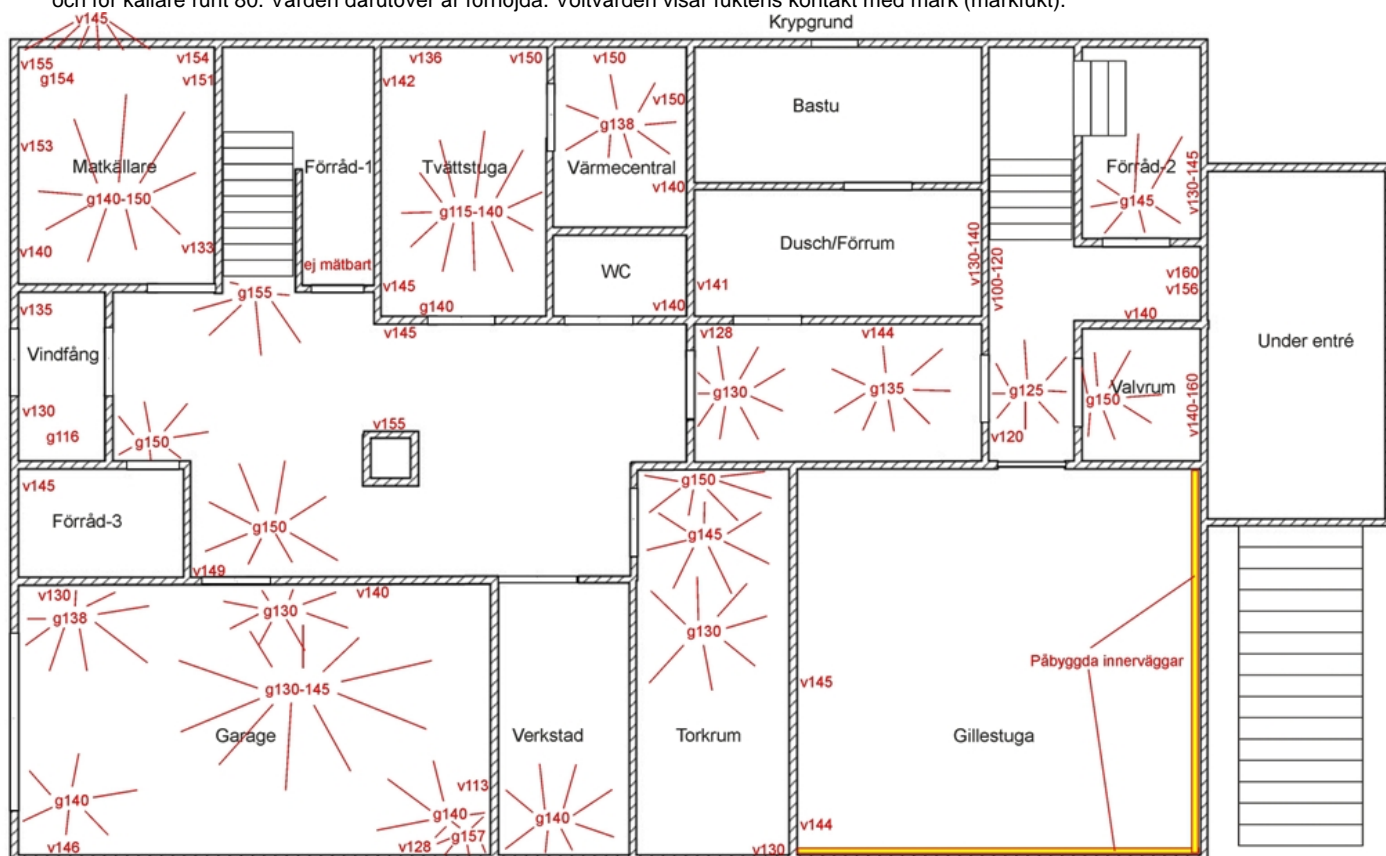 och för källare runt 80. Värden därutöver är förhöjda. Voltvärden visar fuktens kontakt med mark (markfukt).
Krypgrund
v145
v155
g154
v154
v151
v153
Matkällare
g140-150
v140
v133
Förråd-1
ej mätbart
v136
v150
v142
Tvättstuga
g115-140
v145
g140
v150
v150
g138
Värmecentral
v140
WC
v140
Bastu
Dusch/Förrum
v141
v130-140
v100-120
Förråd-2
g145
v130-145
v160
v156
v140
Under entré
v135
Vindfång
v130
g116
g155
v145
g150
v155
g150
v128
v144
g130
g135
g125
v120
Valvrum
g150
v140-160
v145
Förråd-3
v149
g150
g145
g130
Torkrum
v130
v130
g138
v140
g130
g130-145
Garage
g140
v146
v113
g140
g157
v128
Verkstad
g140
Påbyggda innerväggar
v145
Gillestuga
v144